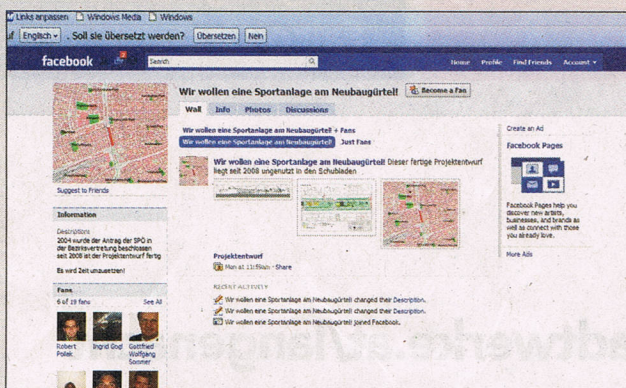 Links anpassen Windows Media Windows
uf Englisch . Soll sie übersetzt werden? Übersetzen Nein
facebook Search Home Profile Find Friends Account
Wir wollen eine Sportanlage am Neubaugürtel! Become a Fan
Wall Info Photos Discussions
Wir wollen eine Sportanlage am Neubaugürtel! + Fans
Wir wollen eine Sportanlage am Neubaugürtel! Just Fans
Wir wollen eine Sportanlage am Neubaugürtel! Dieser fertige Projektentwurf
liegt seit 2008 ungenutzt in den Schubladen
Projektentwurf
Mon at Share
RECENT ACTIVITY
Wir wollen eine Sportanlage am Neubaugürtel! changed their Description.
Wir wollen eine Sportanlage am Neubaugürtel! changed their Description.
Wir wollen eine Sportanlage am Neubaugürtel! joined Facebook.
Create an Ad
Facebook Pages
Facebook Pages help you
discover new artists,
businesses, and brands as
well as connect with those
you already love.
More Ads
Suggest to Friends
Information
Description:
2004 wurde der Antrag der SPÖ in
der Bezirksvertretung beschlossen
seit 2008 ist der Projektentwurf fertig
Es wird Zeit umzusetzen!
Fans
6 of 19 fans See All
Robert
Polak
Ingrid Gogl
Gottfried
Wolfgang
Sommer